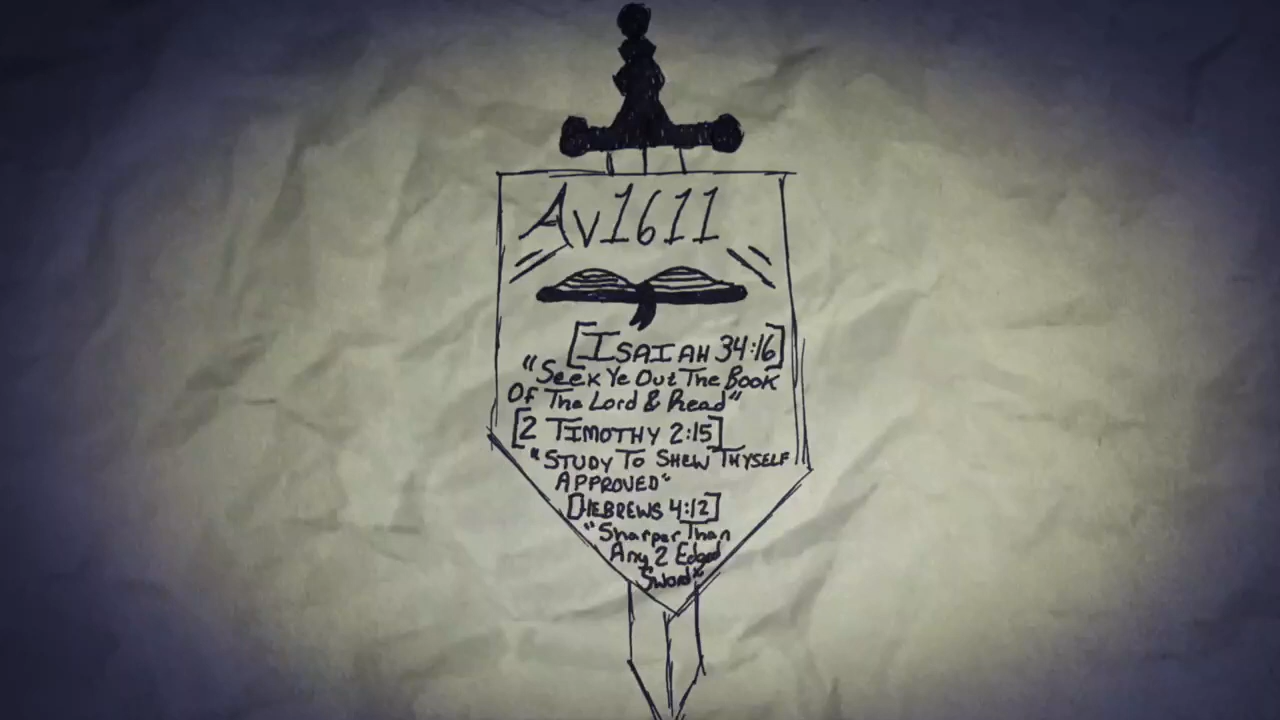 Av1611
[ISAIAH 34:16]
"Seek Ye Out The Book
Of The Lord & Read"
[2 TIMOTHY 2:15]
"STUDY TO SHEW THYSELF
APPROVED"
[HEBREWS 4:12]
"Sharper Than
Any 2 Edged
Sword"